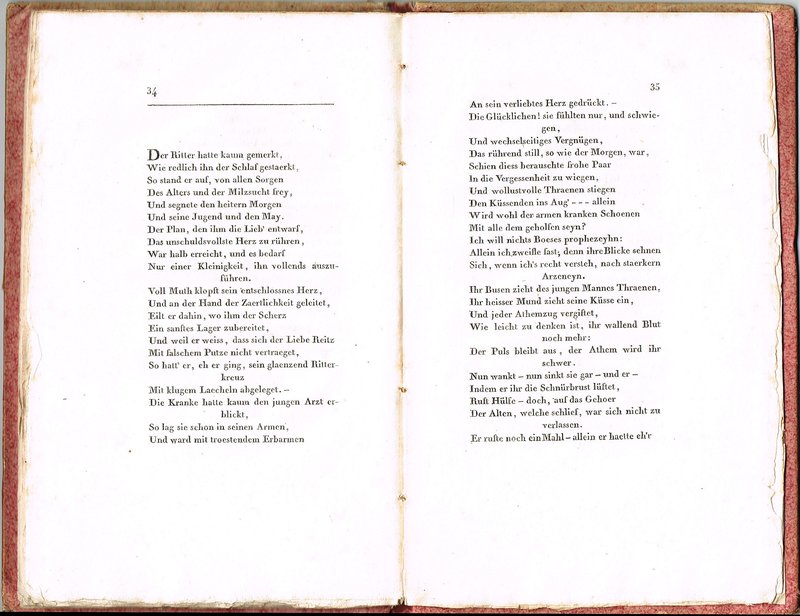 34
Der Ritter hatte kaum gemerkt,
Wie redlich ihn der Schlaf gestaerkt,
So stand er auf, von allen Sorgen
Des Alters und der Milzsucht frey,
Und segnete den heitern Morgen
Und seine Jugend und den May.
Der Plan, den ihm die Lieb' entwarf,
Das unschuldsvollste Herz zu rühren,
War halb erreicht, und es bedarf
Nur einer Kleinigkeit, ihn vollends auszu-
führen.
Voll Muth klopft sein entschlossnes Herz,
Und an der Hand der Zaertlichkeit geleitet,
Eilt er dahin, wo ihm der Scherz
Ein sanftes Lager zubereitet,
Und weil er weiss, dass sich der Liebe Reitz
Mit falschem Putze nicht vertraeget,
So hatt' er, eh er ging, sein glaenzend Ritter-
kreuz
Mit klugem Laecheln abgeleget. –
Die Kranke hatte kaum den jungen Arzt er-
blickt,
So lag sie schon in seinen Armen,
Und ward mit troestendem Erbarmen
35
An sein verliebtes Herz gedrückt. –
Die Glücklichen! sie fühlten nur, und schwie-
gen,
Und wechselseitiges Vergnügen,
Das rührend still, so wie der Morgen, war,
Schien diess berauschte frohe Paar
In die Vergessenheit zu wiegen,
Und wollustvolle Thraenen stiegen
Den Küssenden ins Aug' – – – allein
Wird wohl der armen kranken Schoenen
Mit alle dem geholfen seyn?
Ich will nichts Boeses prophezeyhn:
Allein ich zweifle fast; denn ihre Blicke sehnen
Sich, wenn ich's recht versteh, nach staerkern
Arzeneyn.
Ihr Busen zieht des jungen Mannes Thraenen,
Ihr heisser Mund zieht seine Küsse ein,
Und jeder Athemzug vergiftet,
Wie leicht zu denken ist, ihr wallend Blut
noch mehr:
Der Puls bleibt aus, der Athem wird ihr
schwer.
Nun wankt – nun sinkt sie gar – und er –
Indem er ihr die Schnürbrust lüftet,
Ruft Hülfe – doch, auf das Gehoer
Der Alten, welche schlief, war sich nicht zu
verlassen.
Er rufte noch ein Mahl – allein er haette eh'r